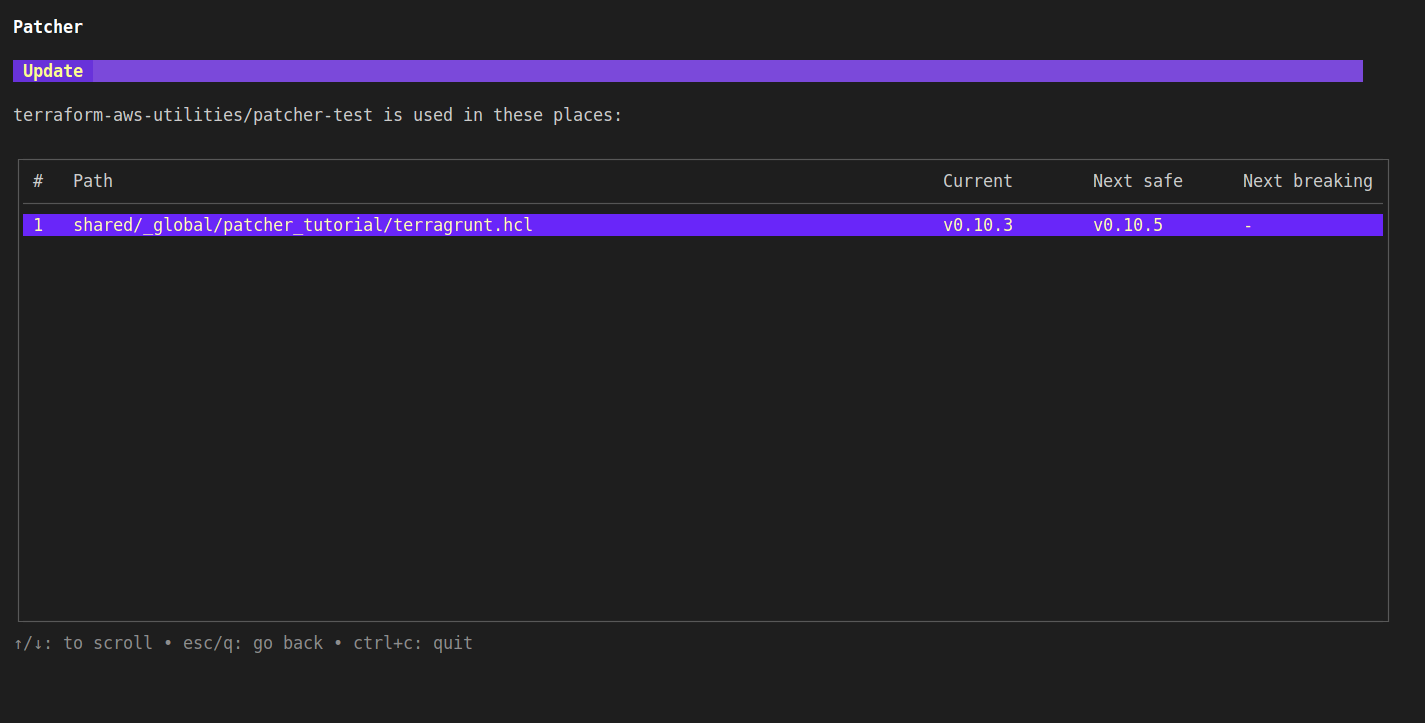 Patcher
Update
terraform-aws-utilities/patcher-test is used in these places:
# Path Current Next safe Next breaking
1 shared/_global/patcher_tutorial/terragrunt.hcl v0.10.3 v0.10.5 -
↑/↓: to scroll • esc/q: go back • ctrl+c: quit